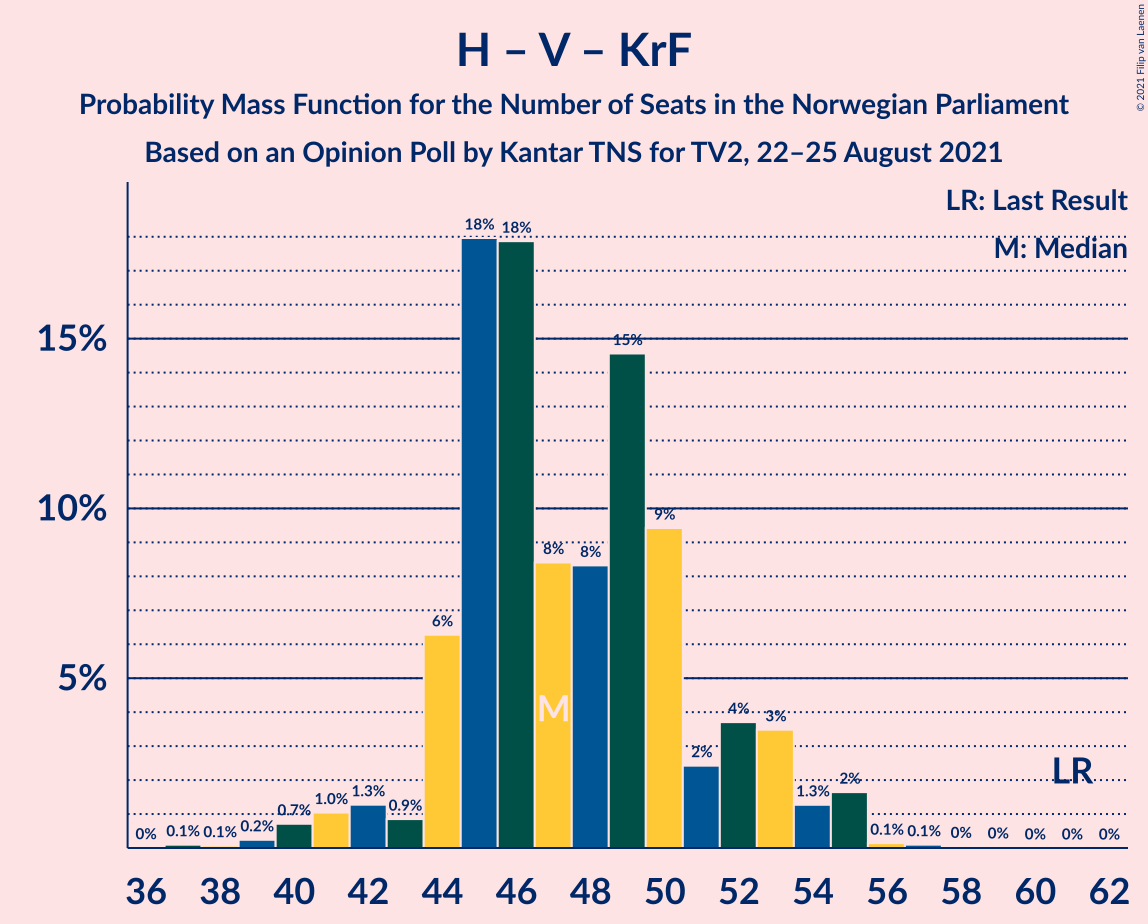 H – V – KrF
Probability Mass Function for the Number of Seats in the Norwegian Parliament
Based on an Opinion Poll by Kantar TNS for TV2, 22–25 August 2021
© 2021 Filip van Laenen
LR: Last Result
M: Median
15%
10%
5%
0% 0.1% 0.1% 0.2% 0.7% 1.0% 1.3% 0.9% 6% 18% 18% 8% 8% 15% 9% 2% 4% 3% 1.3% 2% 0.1% 0.1% 0% 0% 0% 0% 0%
M
LR
36 38 40 42 44 46 48 50 52 54 56 58 60 62